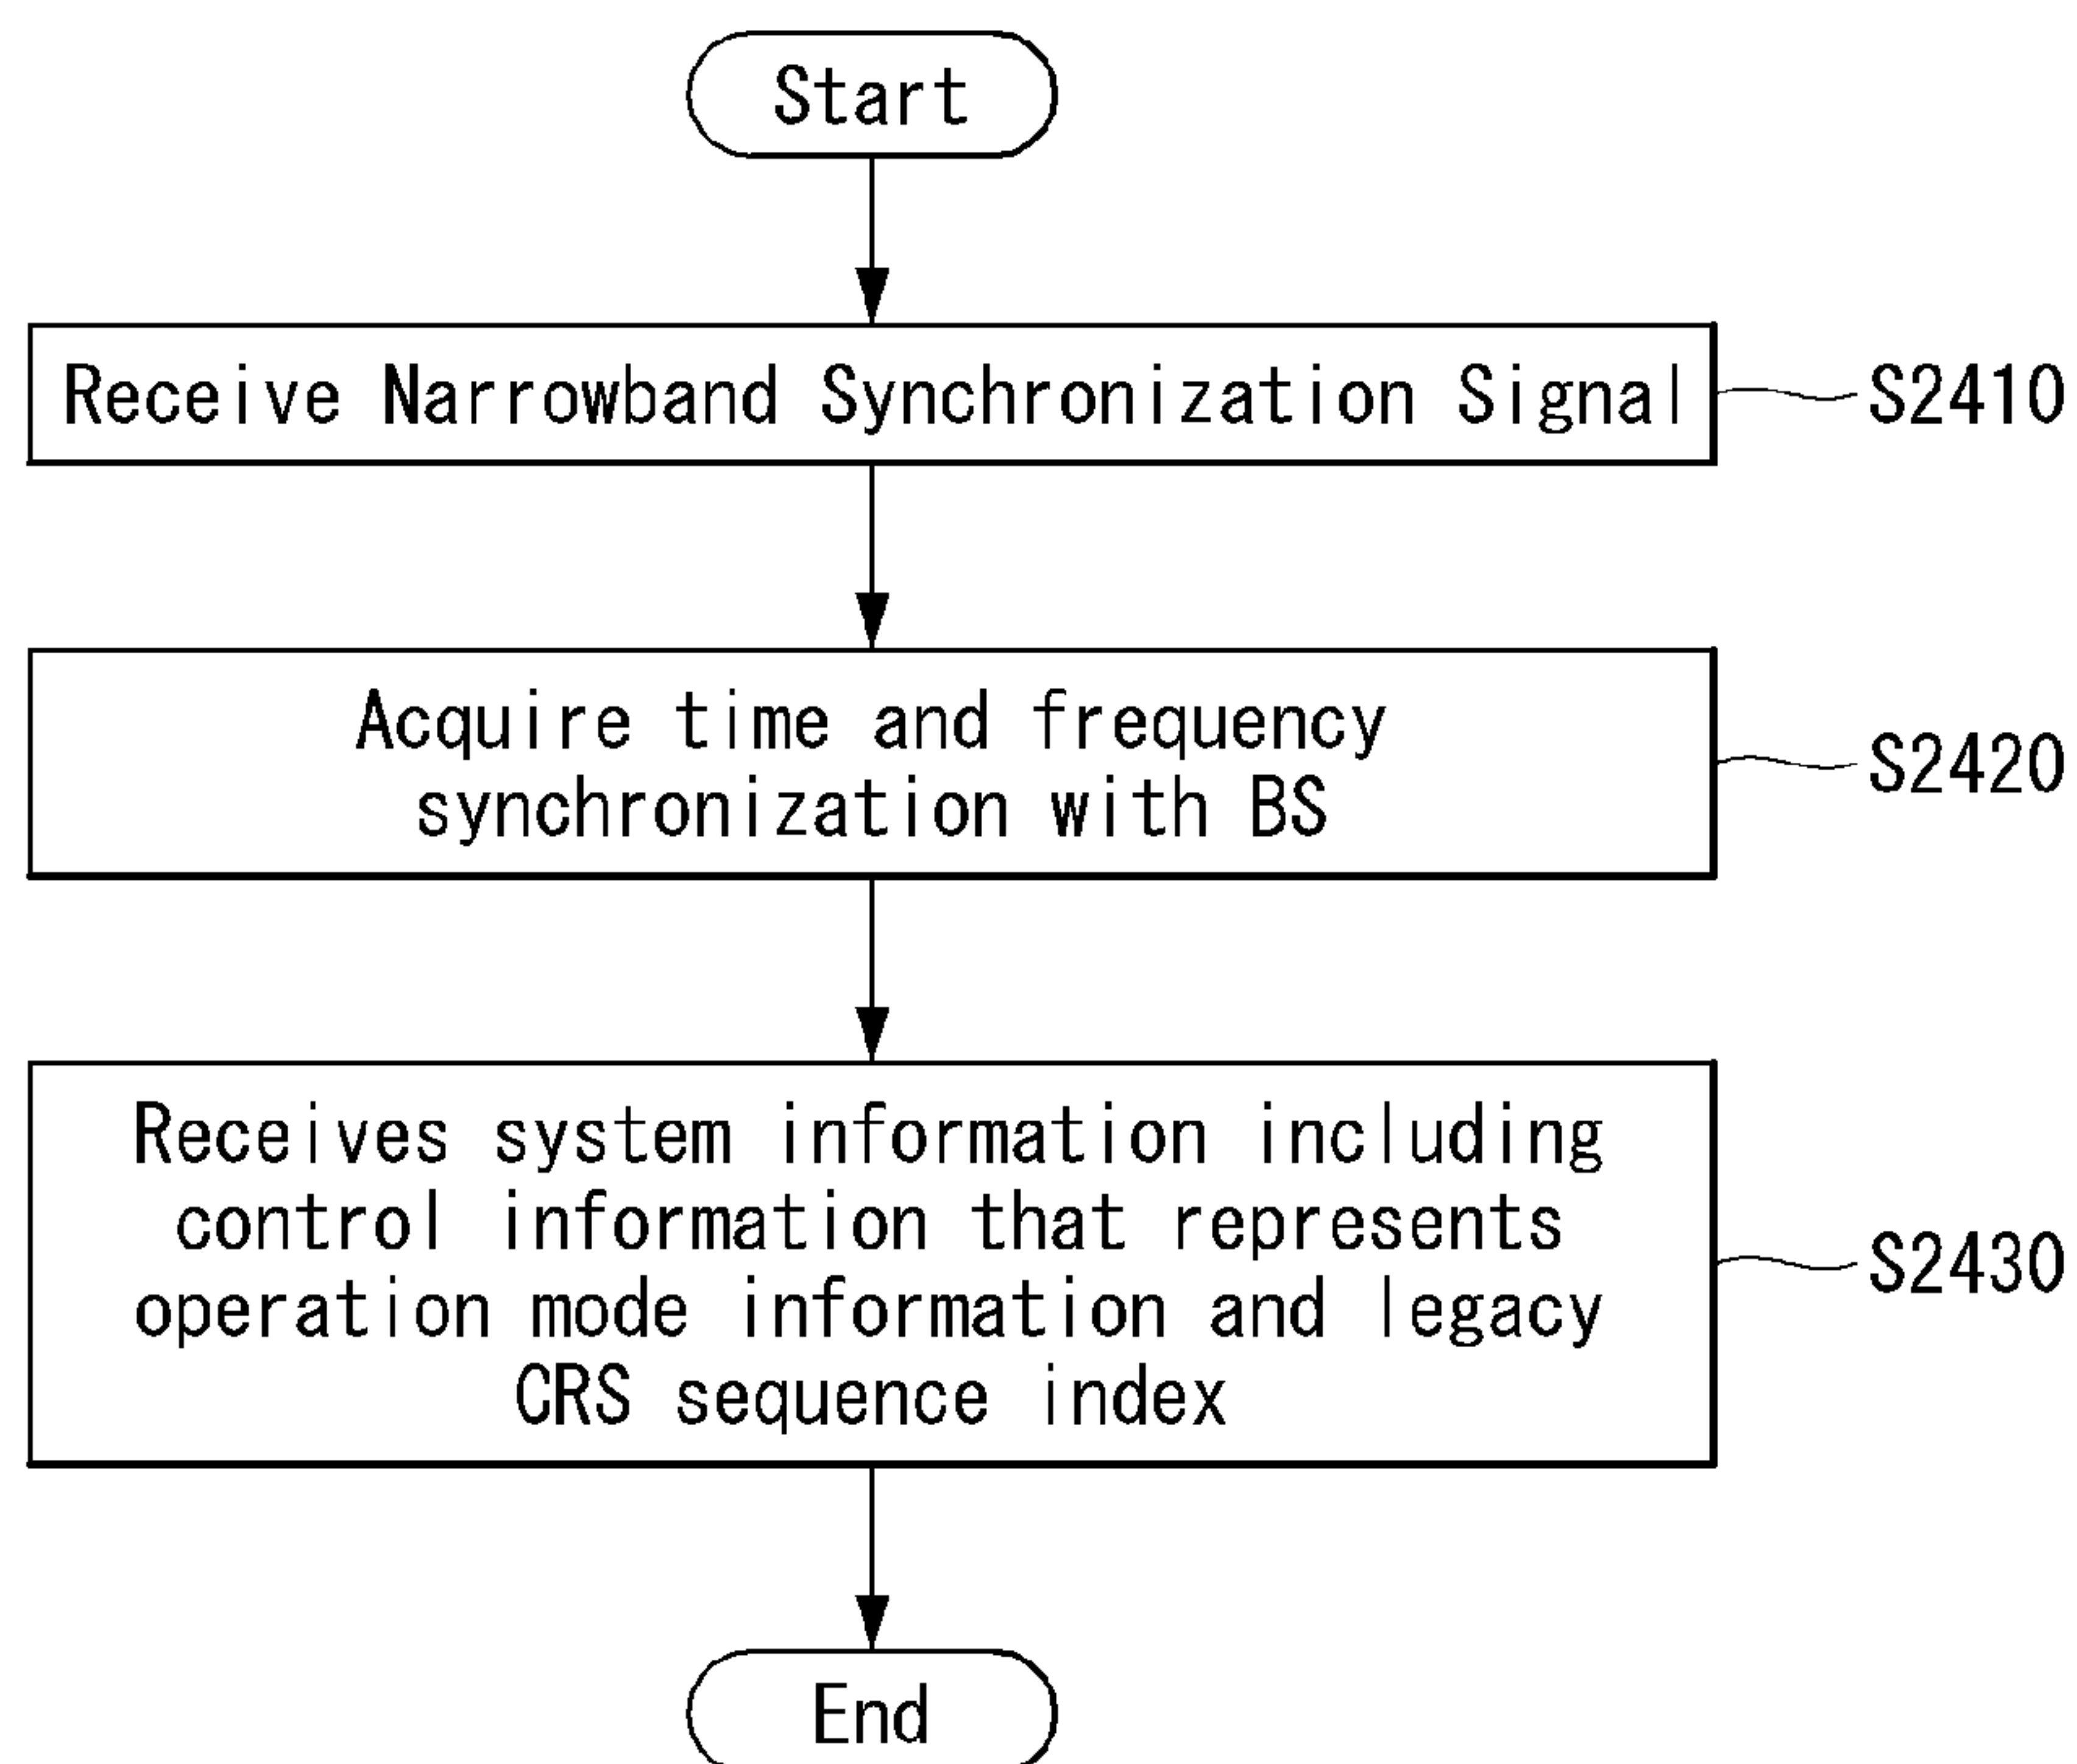 Start
Receive Narrowband Synchronization Signal
S2410
Acquire time and frequency
synchronization with BS
S2420
Receives system information including
control information that represents
operation mode information and legacy
CRS sequence index
S2430
End